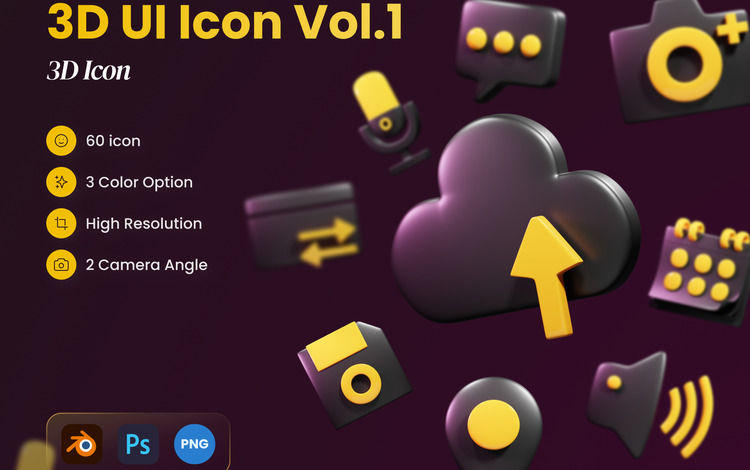 3D UI Icon Vol.1
3D Icon
60 icon
3 Color Option
High Resolution
2 Camera Angle
Ps
PNG